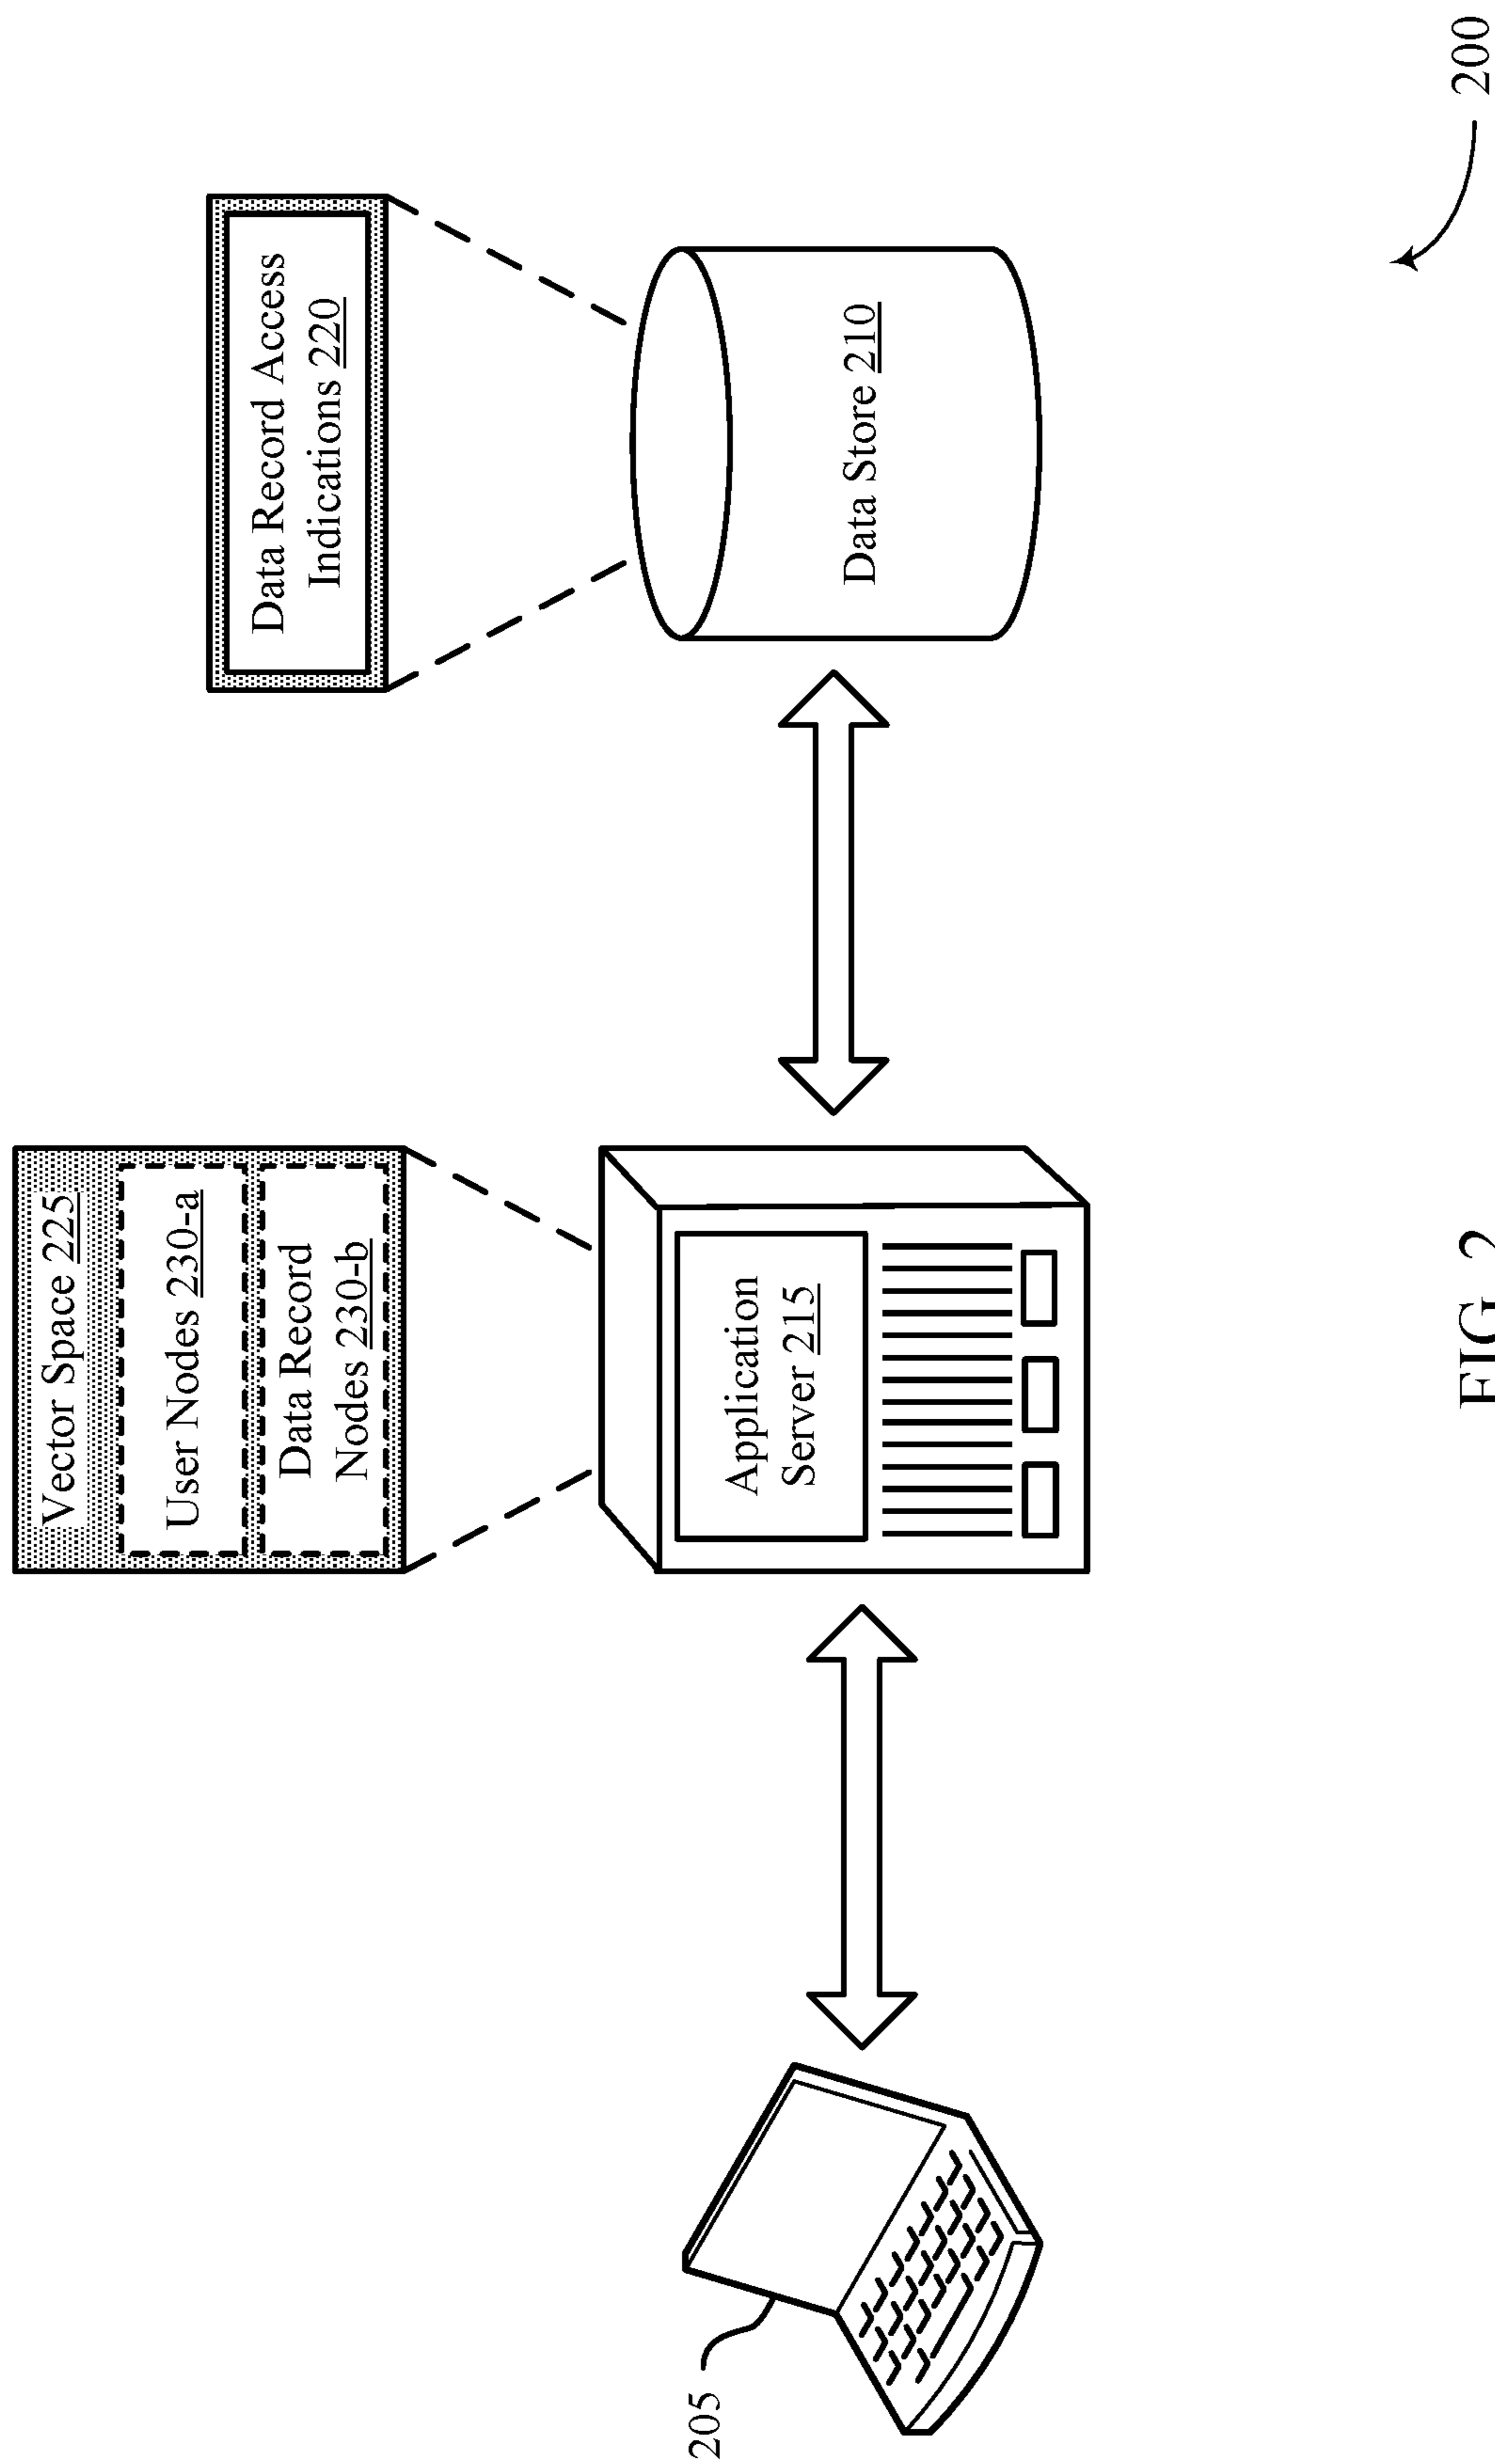 Vector Space 225
User Nodes 230-a
Data Record
Nodes 230-b
Data Record Access
Indications 220
Application
Server 215
Data Store 210
205
200
FIG. 2